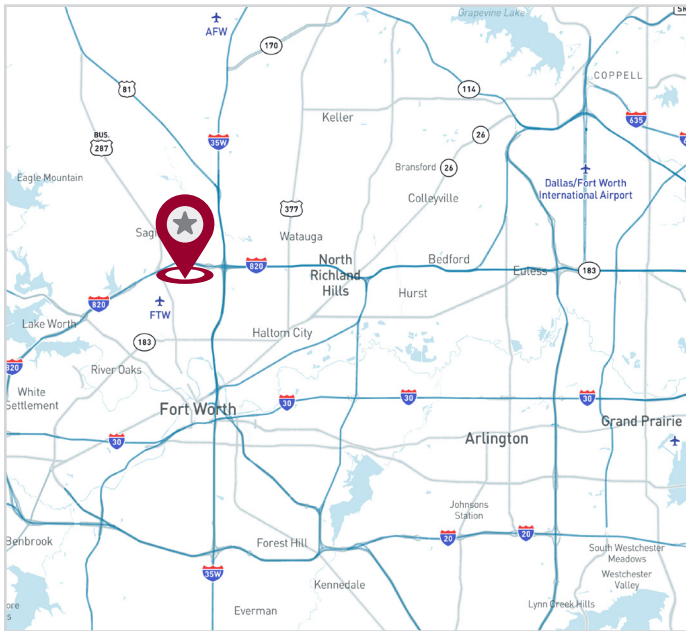 Grapevine Lake
AFW
170
COPPELL
81
114
Keller
635
BUS.
287
35W
26
Bransford
26
Eagle Mountain
Dallas/Fort Worth
International Airport
Colleyville
377
Watauga
820
North
Richland
Hills
Bedford
Euless
183
Hurst
820
FTW
Lake Worth
Haltom City
183
820
River Oaks
White
Settlement
Fort Worth
30
30
30
Grand Prairie
30
Arlington
Johnsons
Station
20
20
Benbrook
Forest Hill
South Westchester
Meadows
35W
Kennedale
Westchester
Valley
Everman
Lynn Creek Hills